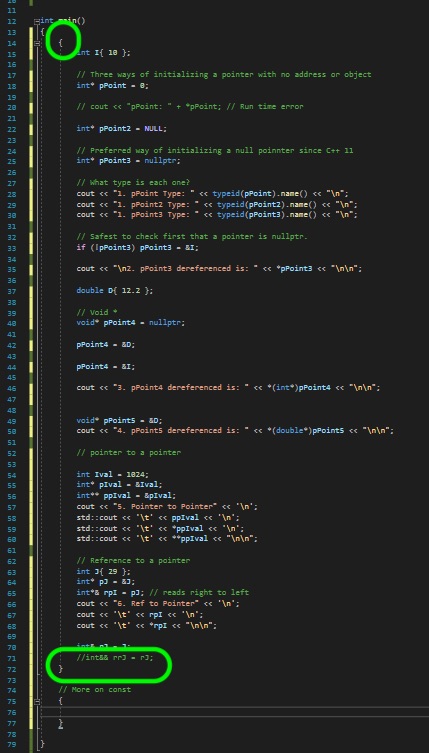 11
12 int main()
13 {
14 {
15 int I{ 10 };
16
17 // Three ways of initializing a pointer with no address or object
18 int* pPoint = 0;
19
20 // cout << "pPoint: " + *pPoint; // Run time error
21
22 int* pPoint2 = NULL;
23
24 // Preferred way of initializing a null poinnter since C++ 11
25 int* pPoint3 = nullptr;
26
27 // What type is each one?
28 cout << "1. pPoint Type: " << typeid(pPoint).name() << "\n";
29 cout << "1. pPoint2 Type: " << typeid(pPoint2).name() << "\n";
30 cout << "1. pPoint3 Type: " << typeid(pPoint3).name() << "\n";
31
32 // Safest to check first that a pointer is nullptr.
33 if (!pPoint3) pPoint3 = &I;
34
35 cout << "\n2. pPoint3 dereferenced is: " << *pPoint3 << "\n\n";
36
37 double D{ 12.2 };
38
39 // Void *
40 void* pPoint4 = nullptr;
41
42 pPoint4 = &D;
43
44 pPoint4 = &I;
45
46 cout << "3. pPoint4 dereferenced is: " << *(int*)pPoint4 << "\n\n";
47
48
49 void* pPoint5 = &D;
50 cout << "4. pPoint5 dereferenced is: " << *(double*)pPoint5 << "\n\n";
51
52 // pointer to a pointer
53
54 int Ival = 1024;
55 int* pIval = &Ival;
56 int** ppIval = &pIval;
57 cout << "5. Pointer to Pointer" << '\n';
58 std::cout << '\t' << ppIval << '\n';
59 std::cout << '\t' << *ppIval << '\n';
60 std::cout << '\t' << **ppIval << "\n\n";
61
62 // Reference to a pointer
63 int J{ 29 };
64 int* pJ = &J;
65 int*& rpI = pJ; // reads right to left
66 cout << "6. Ref to Pointer" << '\n';
67 cout << '\t' << rpI << '\n';
68 cout << '\t' << *rpI << "\n\n";
69
70 int& rJ = J;
71 //int&& rrJ = rJ;
72 }
73
74 // More on const
75 {
76
77 }
78
79 }